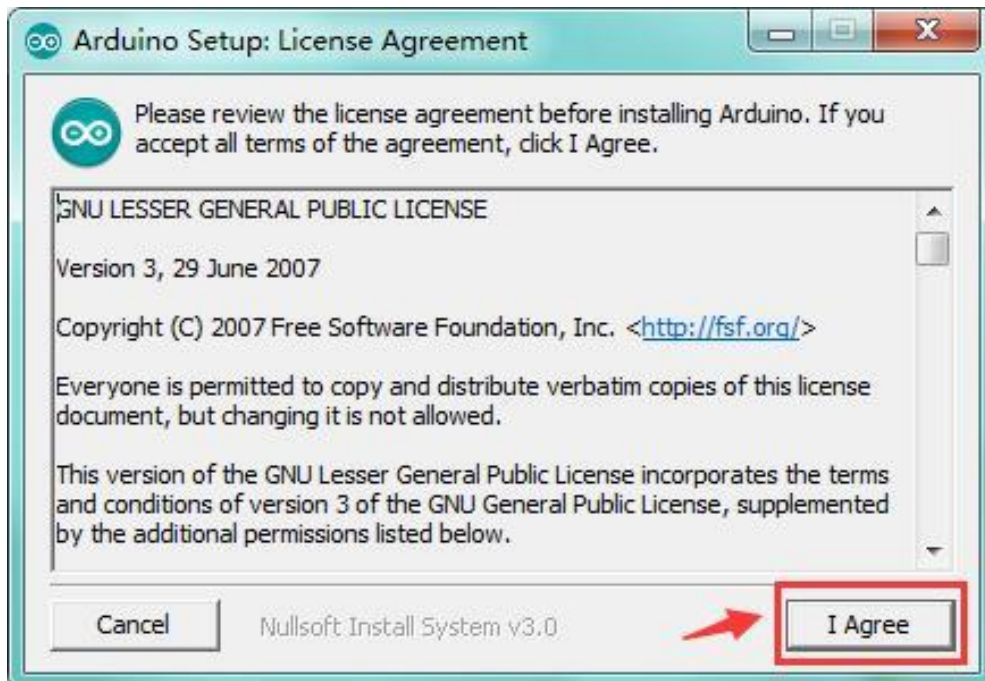 Arduino Setup: License Agreement
Please review the license agreement before installing Arduino. If you
accept all terms of the agreement, click I Agree.
GNU LESSER GENERAL PUBLIC LICENSE
Version 3, 29 June 2007
Copyright (C) 2007 Free Software Foundation, Inc. <http://fsf.org/>
Everyone is permitted to copy and distribute verbatim copies of this license
document, but changing it is not allowed.
This version of the GNU Lesser General Public License incorporates the terms
and conditions of version 3 of the GNU General Public License, supplemented
by the additional permissions listed below.
Cancel
Nullsoft Install System v3.0
I Agree